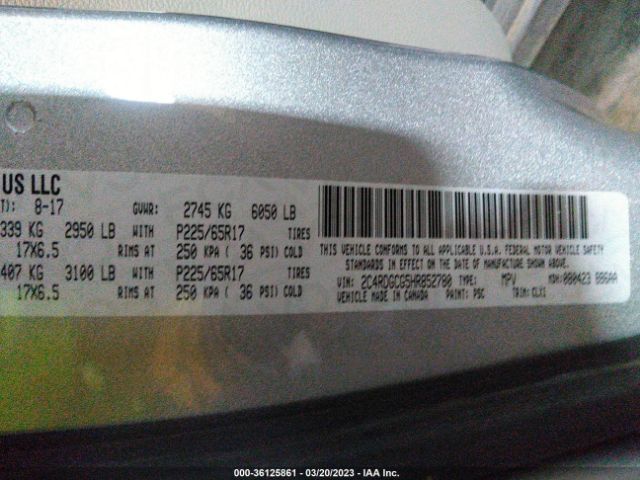 US LLC
T): 8-17 GVWR: 2745 KG 6050 LB
339 KG 2950 LB WITH P225/65R17 TIRES
17X6.5 RIMS AT 250 KPA ( 36 PSI) COLD
407 KG 3100 LB WITH P225/65R17 TIRES
17X6.5 RIMS AT 250 KPA ( 36 PSI) COLD
THIS VEHICLE CONFORMS TO ALL APPLICABLE U.S.A. FEDERAL MOTOR VEHICLE SAFETY
STANDARDS IN EFFECT ON THE DATE OF MANUFACTURE SHOWN ABOVE.
VIN: 2C4RDGCG5HR852780 TYPE: MPV MDH: 080423 886AA
VEHICLE MADE IN CANADA PAINT: PSC TRIM: CLX1
000-36125861 - 03/20/2023 - IAA Inc.